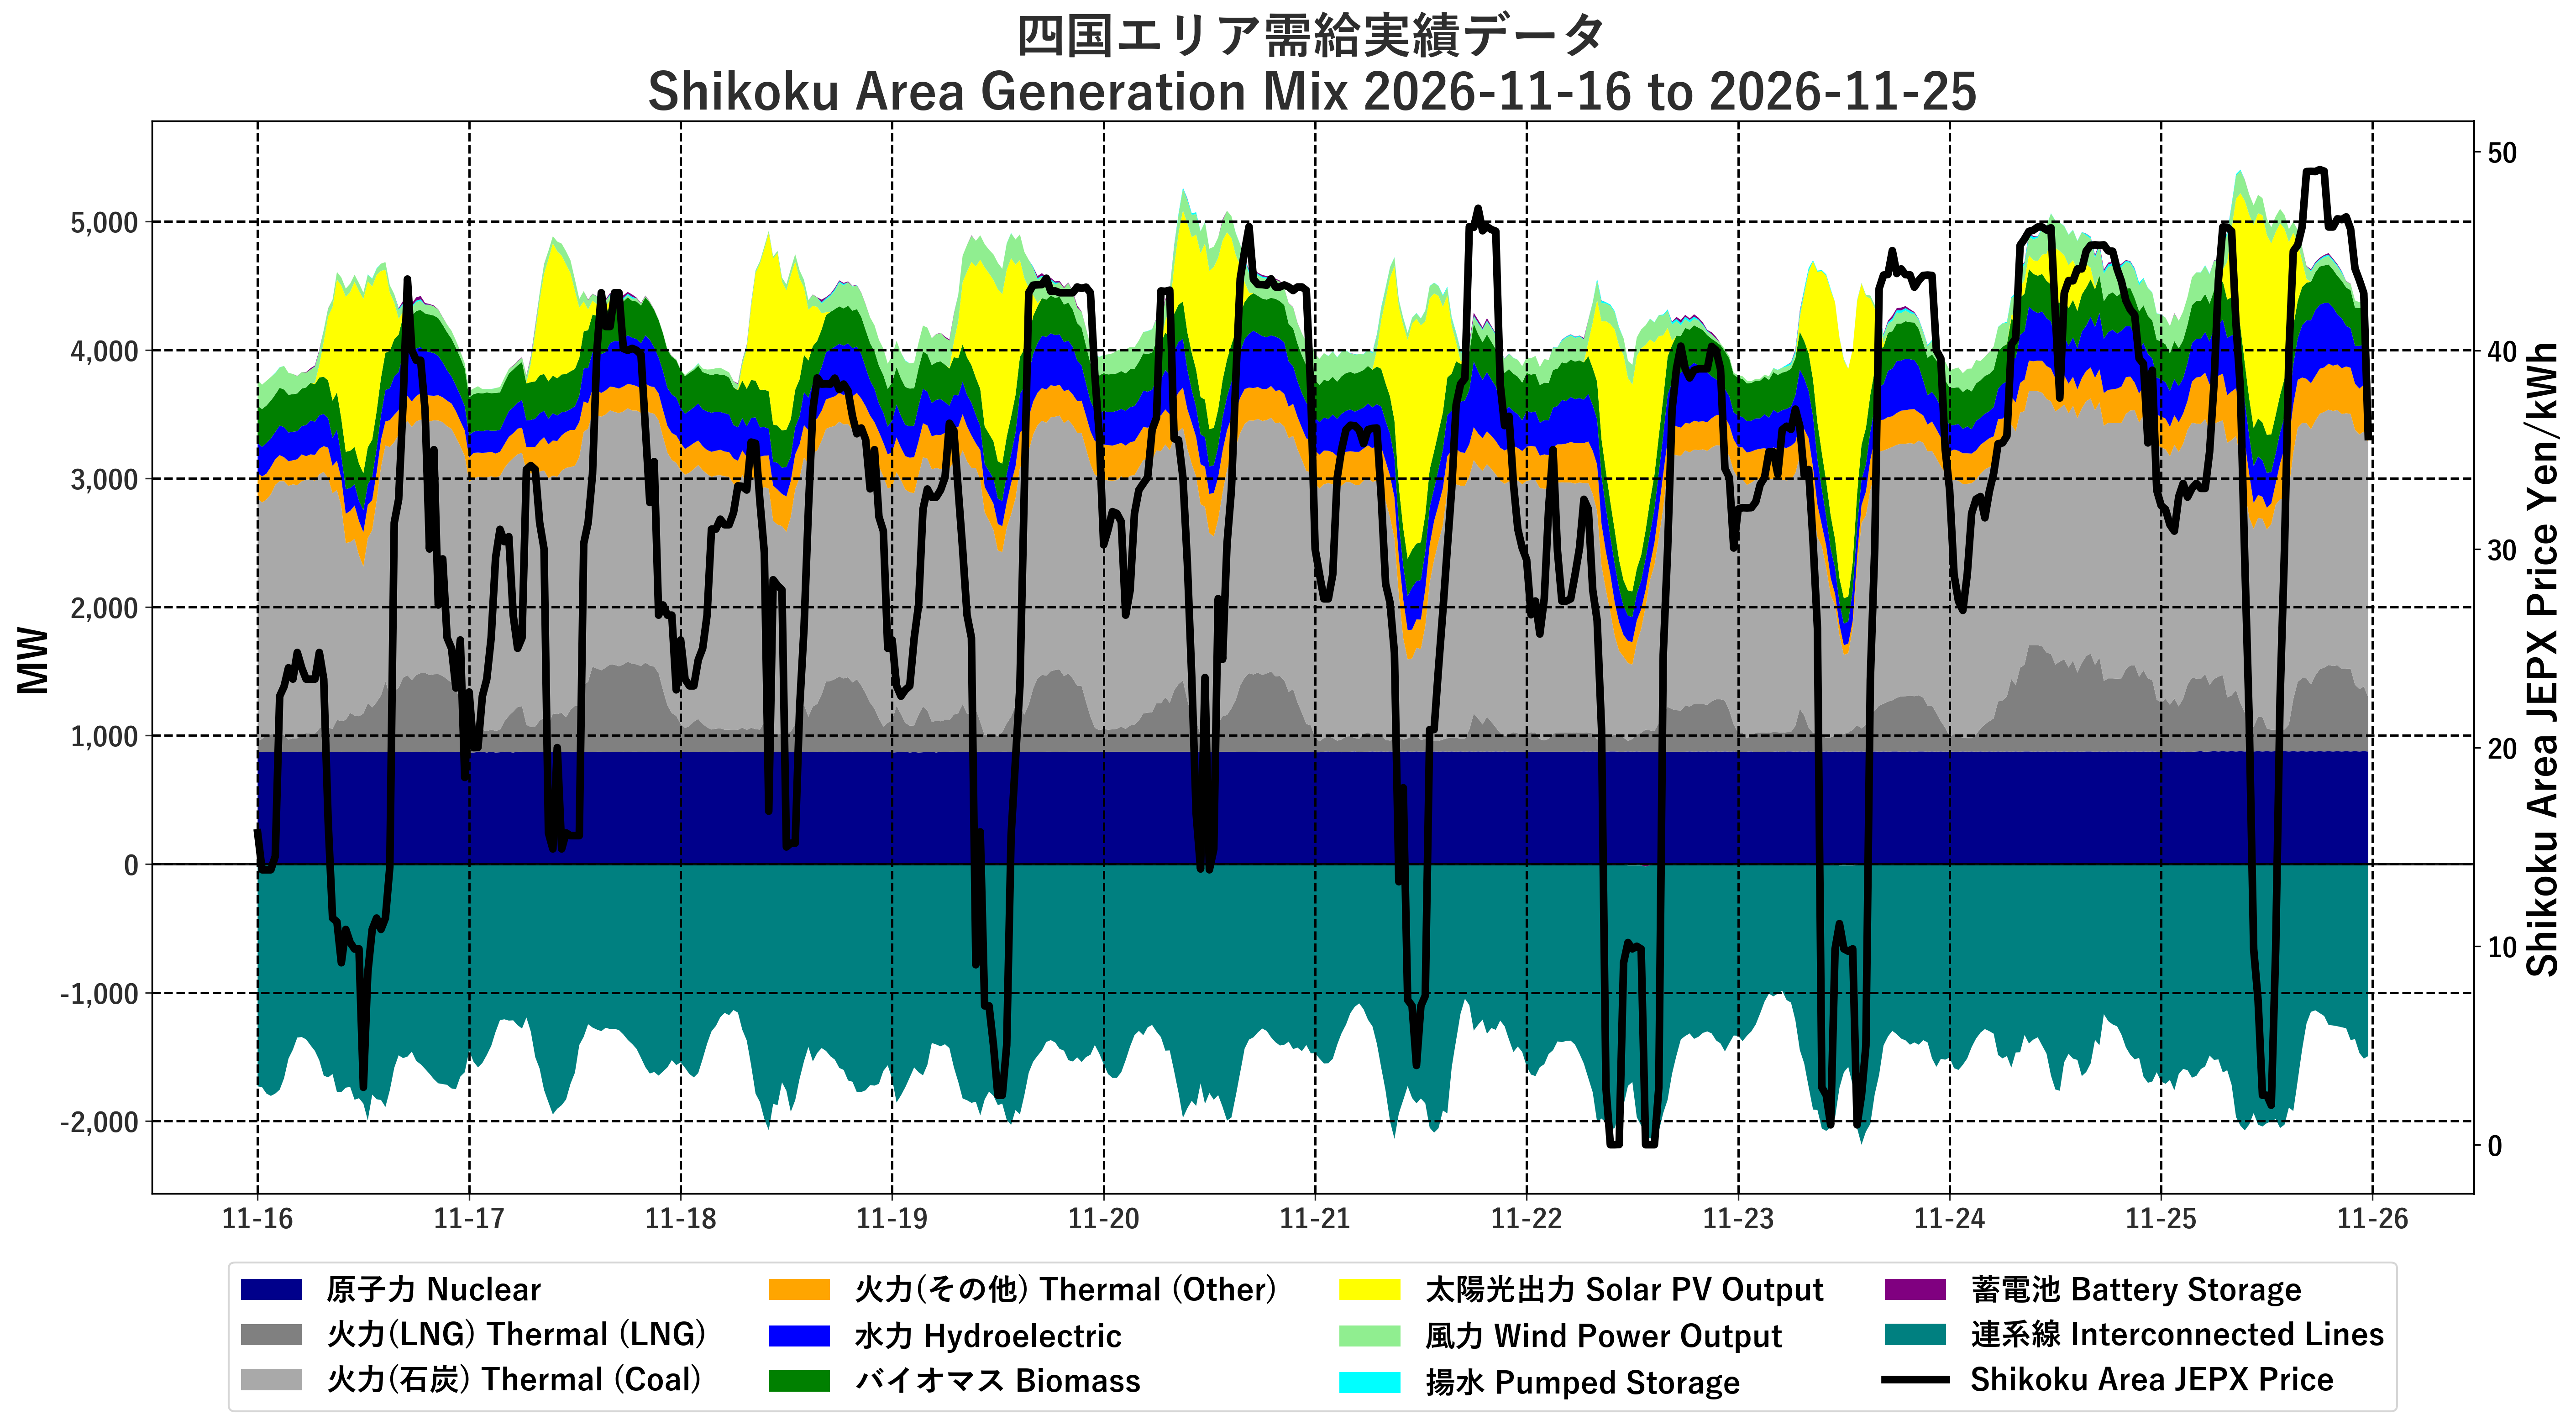 四国エリア需給実績データ
Shikoku Area Generation Mix 2026-11-16 to 2026-11-25
MW
5,000
4,000
3,000
2,000
1,000
0
-1,000
-2,000
50
40
30
20
10
0
Shikoku Area JEPX Price Yen/kWh
11-16
11-17
11-18
11-19
11-20
11-21
11-22
11-23
11-24
11-25
11-26
原子力 Nuclear
火力(LNG) Thermal (LNG)
火力(石炭) Thermal (Coal)
火力(その他) Thermal (Other)
水力 Hydroelectric
バイオマス Biomass
太陽光出力 Solar PV Output
風力 Wind Power Output
揚水 Pumped Storage
蓄電池 Battery Storage
連系線 Interconnected Lines
Shikoku Area JEPX Price